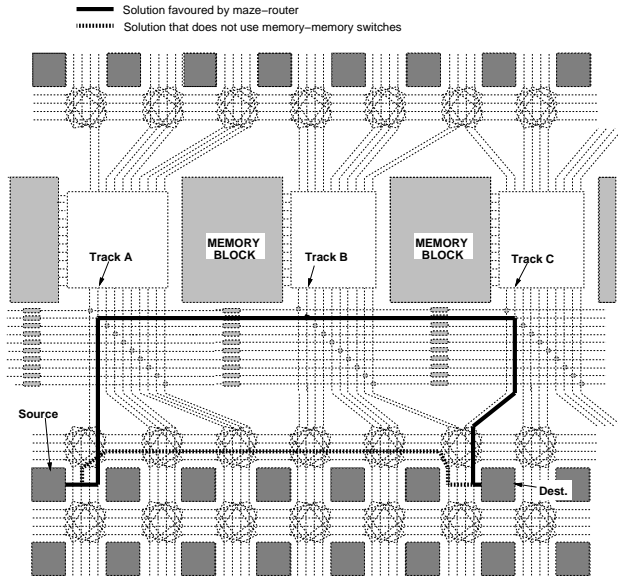 Solution favoured by maze-router
Solution that does not use memory-memory switches
Track A
MEMORY
BLOCK
Track B
MEMORY
BLOCK
Track C
Source
Dest.